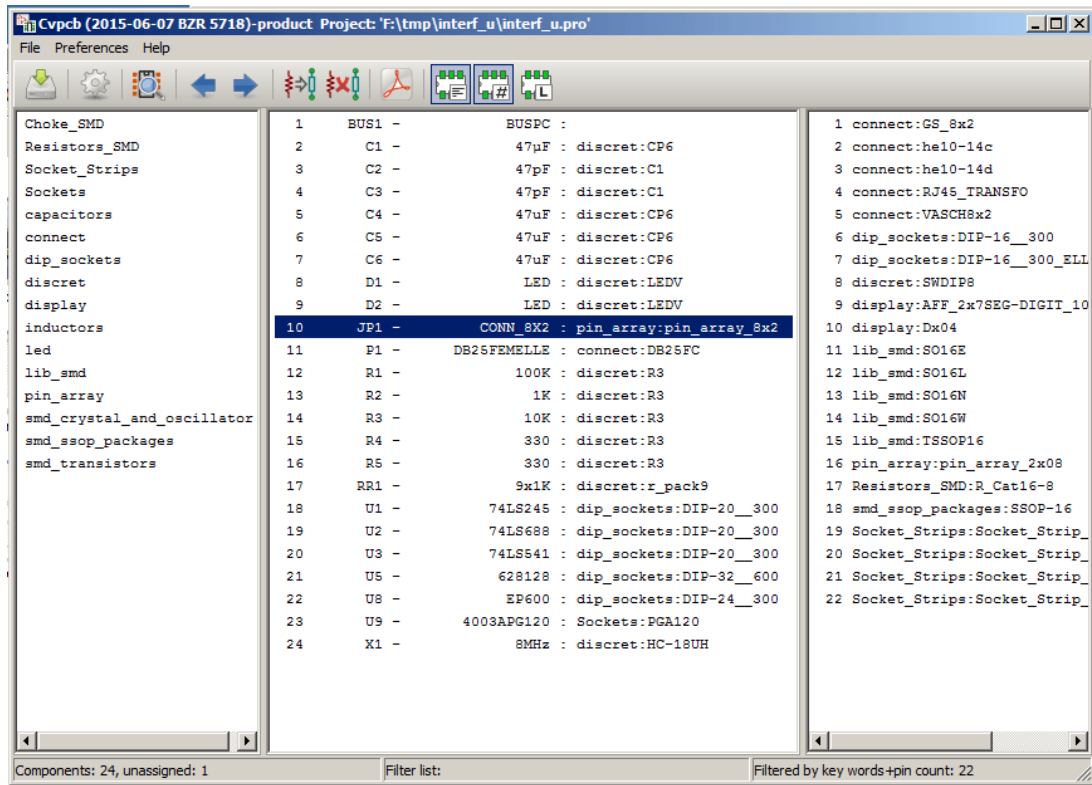 Cvpcb (2015-06-07 BZR 5718)-product Project: 'F:\tmp\interf_u\interf_u.pro'
File Preferences Help
Choke_SMD
Resistors_SMD
Socket_Strips
Sockets
capacitors
connect
dip_sockets
discret
display
inductors
led
lib_smd
pin_array
smd_crystal_and_oscillator
smd_ssop_packages
smd_transistors
1 BUS1 - BUSPC :
2 C1 - 47µF : discret:CP6
3 C2 - 47pF : discret:C1
4 C3 - 47pF : discret:C1
5 C4 - 47uF : discret:CP6
6 C5 - 47uF : discret:CP6
7 C6 - 47uF : discret:CP6
8 D1 - LED : discret:LEDV
9 D2 - LED : discret:LEDV
10 JP1 - CONN_8X2 : pin_array:pin_array_8x2
11 P1 - DB25FEMELLE : connect:DB25FC
12 R1 - 100K : discret:R3
13 R2 - 1K : discret:R3
14 R3 - 10K : discret:R3
15 R4 - 330 : discret:R3
16 R5 - 330 : discret:R3
17 RR1 - 9x1K : discret:r_pack9
18 U1 - 74LS245 : dip_sockets:DIP-20__300
19 U2 - 74LS688 : dip_sockets:DIP-20__300
20 U3 - 74LS541 : dip_sockets:DIP-20__300
21 U5 - 628128 : dip_sockets:DIP-32__600
22 U8 - EP600 : dip_sockets:DIP-24__300
23 U9 - 4003APG120 : Sockets:PGA120
24 X1 - 8MHz : discret:HC-18UH
1 connect:GS_8x2
2 connect:he10-14c
3 connect:he10-14d
4 connect:RJ45_TRANSFO
5 connect:VASCH8x2
6 dip_sockets:DIP-16__300
7 dip_sockets:DIP-16__300_ELL
8 discret:SWDIP8
9 display:AFF_2x7SEG-DIGIT_10
10 display:Dx04
11 lib_smd:SO16E
12 lib_smd:SO16L
13 lib_smd:SO16N
14 lib_smd:SO16W
15 lib_smd:TSSOP16
16 pin_array:pin_array_2x08
17 Resistors_SMD:R_Cat16-8
18 smd_ssop_packages:SSOP-16
19 Socket_Strips:Socket_Strip_
20 Socket_Strips:Socket_Strip_
21 Socket_Strips:Socket_Strip_
22 Socket_Strips:Socket_Strip_
Components: 24, unassigned: 1
Filter list:
Filtered by key words+pin count: 22